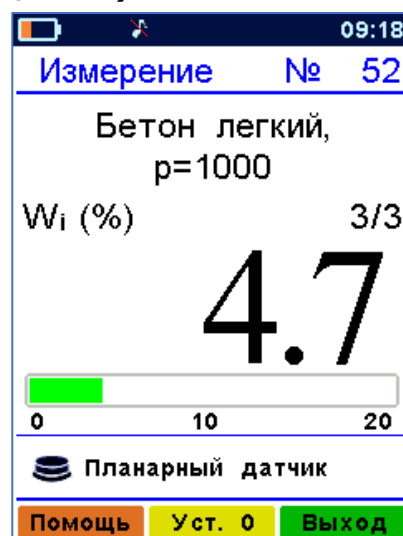 09:18
Измерение № 52
Бетон легкий,
р=1000
Wi (%) 3/3
4.7
0 10 20
Планарный датчик
Помощь Уст. 0 Выход